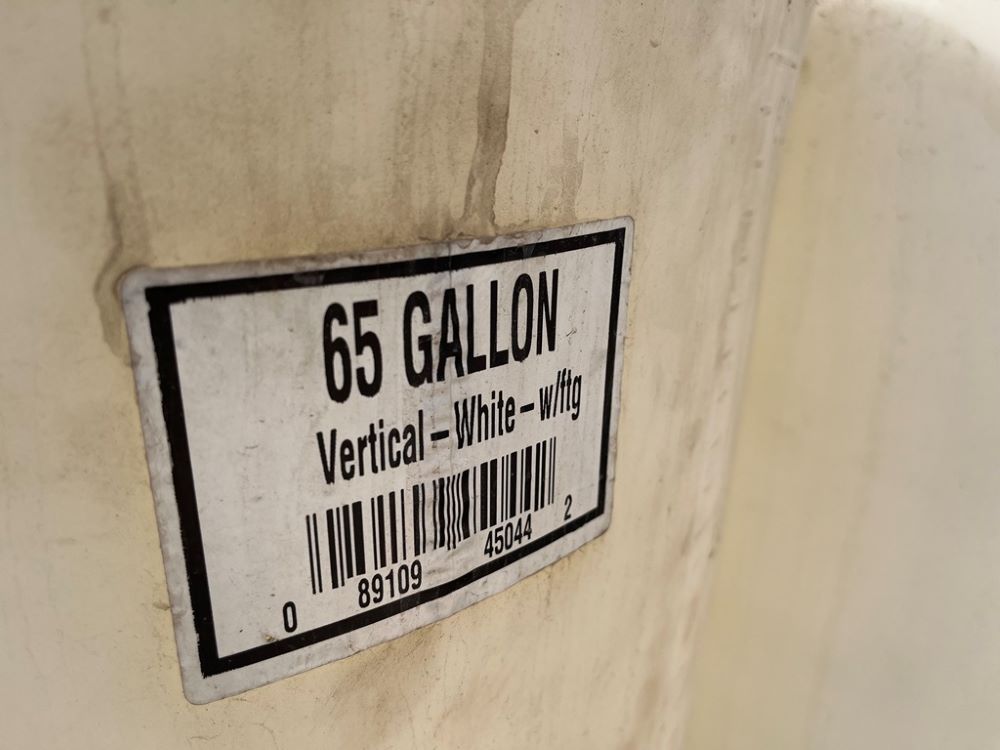 65 GALLON
Vertical – White – w/ftg
0 89109 45044 2